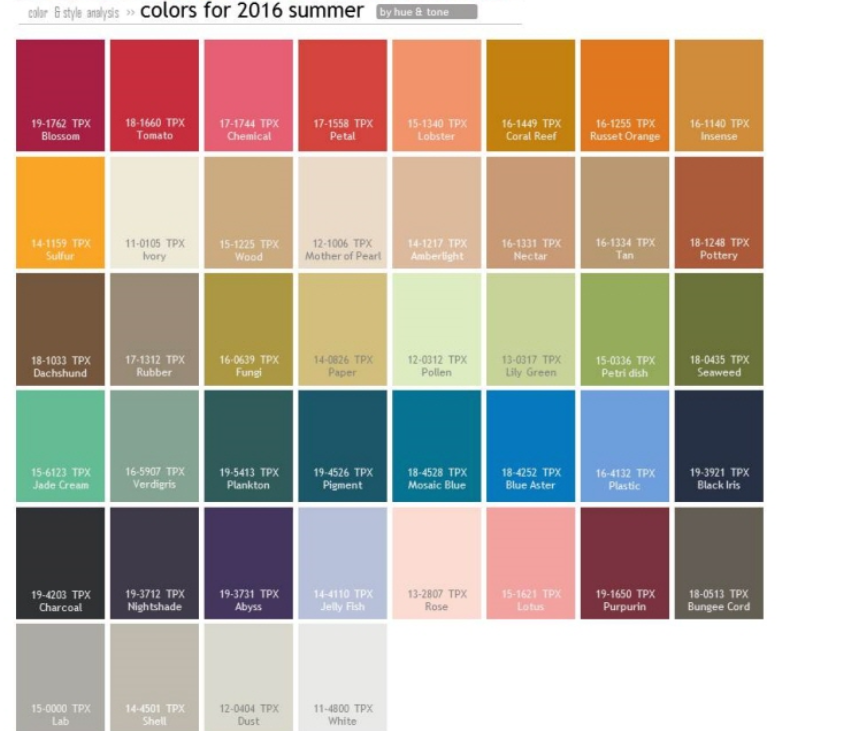 color & style analysis >> colors for 2016 summer by hue & tone
19-1762 TPX
Blossom
18-1660 TPX
Tomato
17-1744 TPX
Chemical
17-1558 TPX
Petal
15-1340 TPX
Lobster
16-1449 TPX
Coral Reef
16-1255 TPX
Russet Orange
16-1140 TPX
Insense
14-1159 TPX
Sulfur
11-0105 TPX
Ivory
15-1225 TPX
Wood
12-1006 TPX
Mother of Pearl
14-1217 TPX
Amberlight
16-1331 TPX
Nectar
16-1334 TPX
Tan
18-1248 TPX
Pottery
18-1033 TPX
Dachshund
17-1312 TPX
Rubber
16-0639 TPX
Fungi
14-0826 TPX
Paper
12-0312 TPX
Pollen
13-0317 TPX
Lily Green
15-0336 TPX
Petri dish
18-0435 TPX
Seaweed
15-6123 TPX
Jade Cream
16-5907 TPX
Verdigris
19-5413 TPX
Plankton
19-4526 TPX
Pigment
18-4528 TPX
Mosaic Blue
18-4252 TPX
Blue Aster
16-4132 TPX
Plastic
19-3921 TPX
Black Iris
19-4203 TPX
Charcoal
19-3712 TPX
Nightshade
19-3731 TPX
Abyss
14-4110 TPX
Jelly Fish
13-2807 TPX
Rose
15-1621 TPX
Lotus
19-1650 TPX
Purpurin
18-0513 TPX
Bungee Cord
15-0000 TPX
Lab
14-4501 TPX
Shell
12-0404 TPX
Dust
11-4800 TPX
White